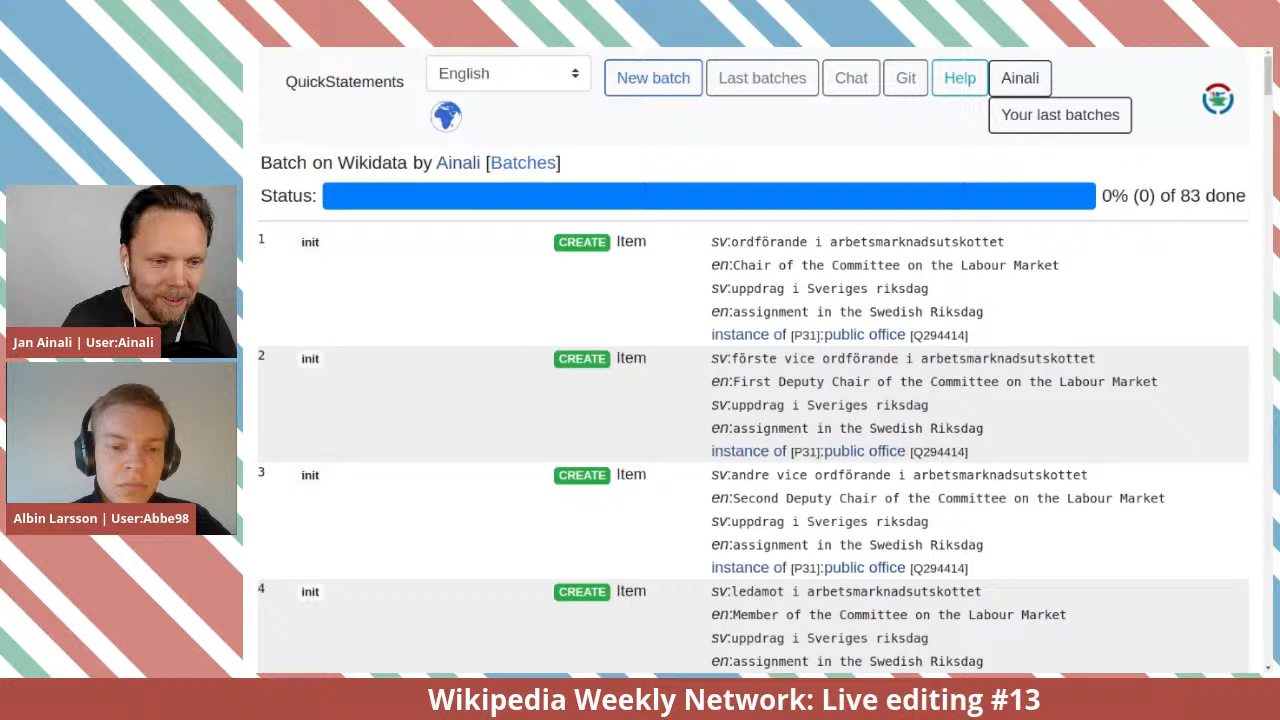 QuickStatements
English
New batch
Last batches
Chat
Git
Help
Ainali
Your last batches
Batch on Wikidata by Ainali [Batches]
Status:
0% (0) of 83 done
1 init CREATE Item sv:ordförande i arbetsmarknadsutskottet
en:Chair of the Committee on the Labour Market
sv:uppdrag i Sveriges riksdag
en:assignment in the Swedish Riksdag
instance of [P31]:public office [Q294414]
2 init CREATE Item sv:förste vice ordförande i arbetsmarknadsutskottet
en:First Deputy Chair of the Committee on the Labour Market
sv:uppdrag i Sveriges riksdag
en:assignment in the Swedish Riksdag
instance of [P31]:public office [Q294414]
3 init CREATE Item sv:andre vice ordförande i arbetsmarknadsutskottet
en:Second Deputy Chair of the Committee on the Labour Market
sv:uppdrag i Sveriges riksdag
en:assignment in the Swedish Riksdag
instance of [P31]:public office [Q294414]
4 init CREATE Item sv:ledamot i arbetsmarknadsutskottet
en:Member of the Committee on the Labour Market
sv:uppdrag i Sveriges riksdag
en:assignment in the Swedish Riksdag
Jan Ainali | User:Ainali
Albin Larsson | User:Abbe98
Wikipedia Weekly Network: Live editing #13